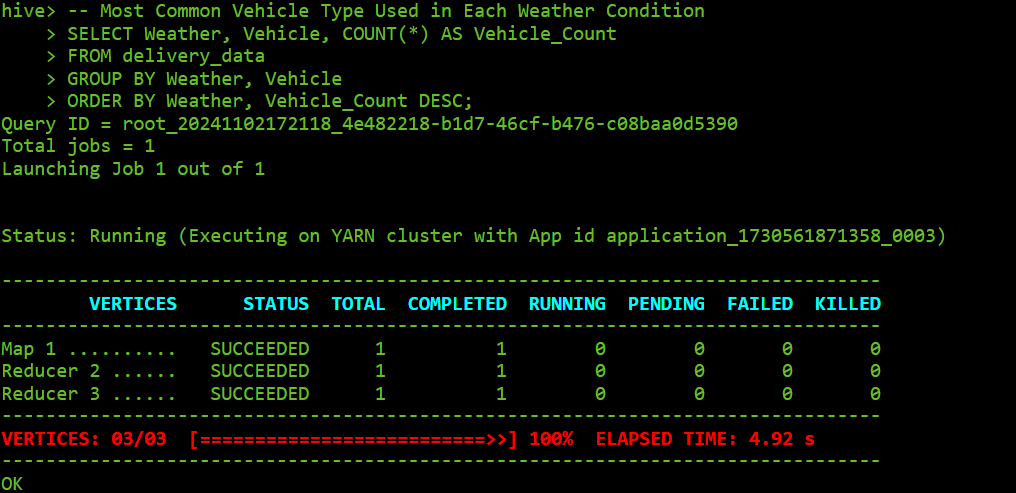 hive> -- Most Common Vehicle Type Used in Each Weather Condition
    > SELECT Weather, Vehicle, COUNT(*) AS Vehicle_Count
    > FROM delivery_data
    > GROUP BY Weather, Vehicle
    > ORDER BY Weather, Vehicle_Count DESC;
Query ID = root_20241102172118_4e482218-b1d7-46cf-b476-c08baa0d5390
Total jobs = 1
Launching Job 1 out of 1
Status: Running (Executing on YARN cluster with App id application_1730561871358_0003)
--------------------------------------------------------------------------------
        VERTICES      STATUS  TOTAL  COMPLETED  RUNNING  PENDING  FAILED  KILLED
--------------------------------------------------------------------------------
Map 1 ..........   SUCCEEDED      1          1        0        0       0       0
Reducer 2 ......   SUCCEEDED      1          1        0        0       0       0
Reducer 3 ......   SUCCEEDED      1          1        0        0       0       0
--------------------------------------------------------------------------------
VERTICES: 03/03  [==========================>>] 100%  ELAPSED TIME: 4.92 s
--------------------------------------------------------------------------------
OK